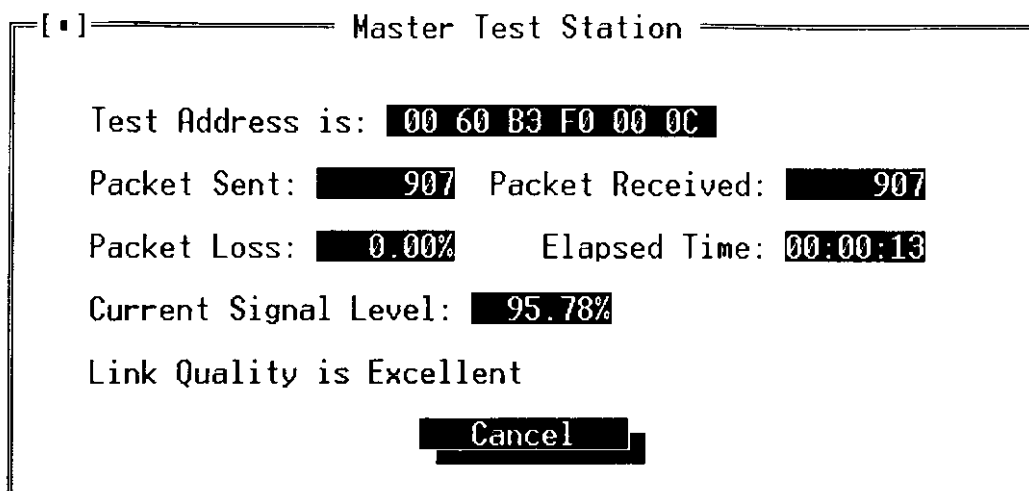 [▪] Master Test Station
Test Address is: 00 60 B3 F0 00 0C
Packet Sent: 907 Packet Received: 907
Packet Loss: 0.00% Elapsed Time: 00:00:13
Current Signal Level: 95.78%
Link Quality is Excellent
Cancel